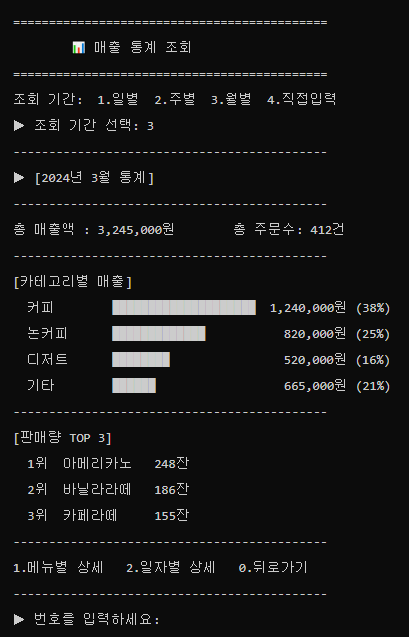 ============================================
📊 매출 통계 조회
============================================
조회 기간: 1.일별 2.주별 3.월별 4.직접입력
▶ 조회 기간 선택: 3
--------------------------------------------
▶ [2024년 3월 통계]
--------------------------------------------
총 매출액 : 3,245,000원 총 주문수: 412건
--------------------------------------------
[카테고리별 매출]
커피 1,240,000원 (38%)
논커피 820,000원 (25%)
디저트 520,000원 (16%)
기타 665,000원 (21%)
--------------------------------------------
[판매량 TOP 3]
1위 아메리카노 248잔
2위 바닐라라떼 186잔
3위 카페라떼 155잔
--------------------------------------------
1.메뉴별 상세 2.일자별 상세 0.뒤로가기
--------------------------------------------
▶ 번호를 입력하세요: